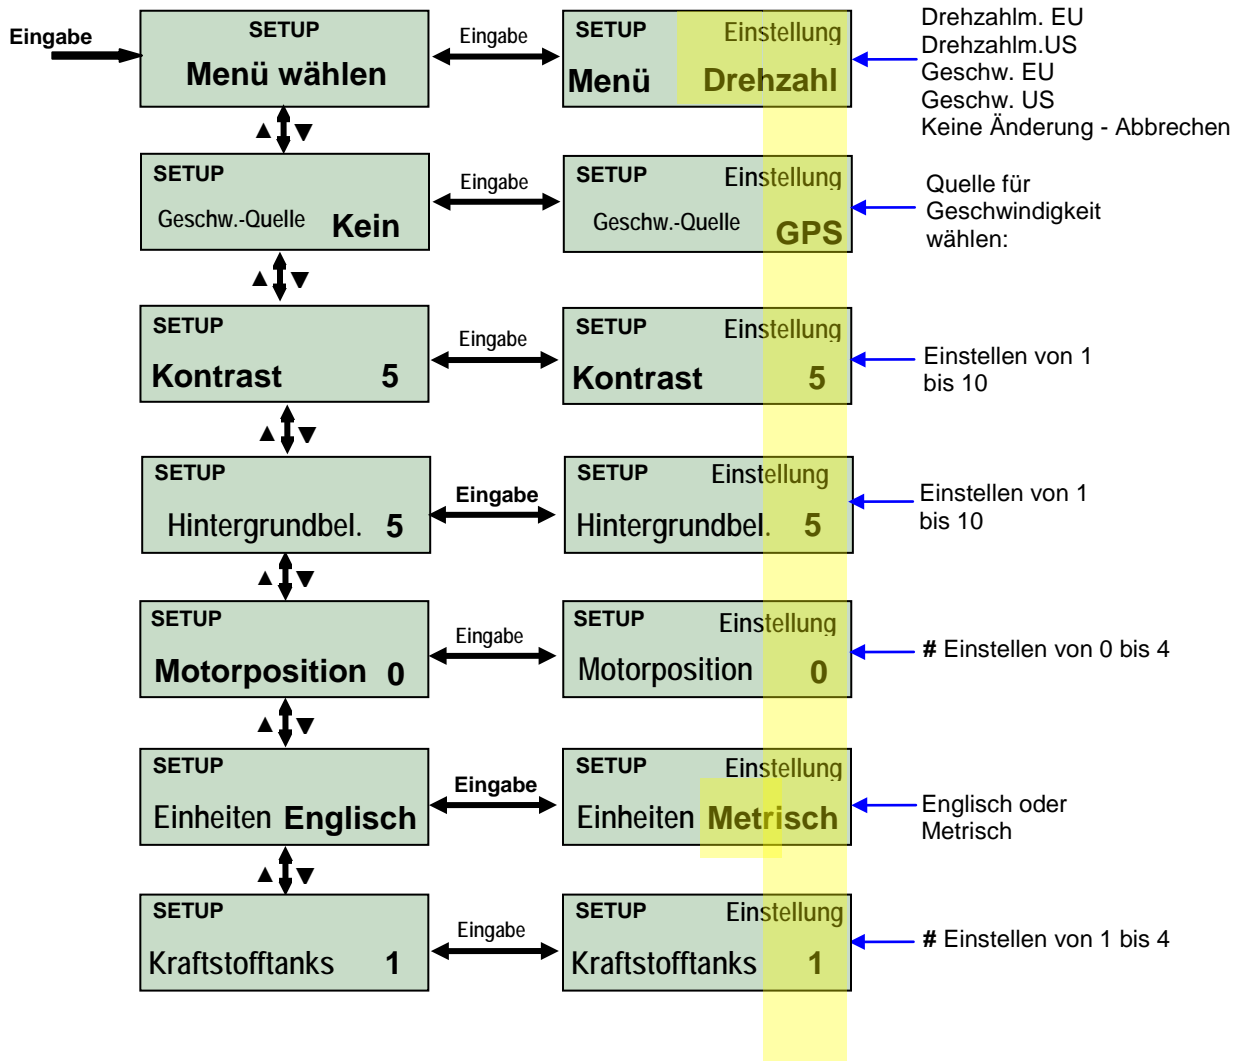 Eingabe
SETUP
Menü wählen
Eingabe
SETUP Einstellung
Menü Drehzahl
Drehzahlm. EU
Drehzahlm.US
Geschw. EU
Geschw. US
Keine Änderung - Abbrechen
▲ ▼
SETUP
Geschw.-Quelle Kein
Eingabe
SETUP Einstellung
Geschw.-Quelle GPS
Quelle für
Geschwindigkeit
wählen:
▲ ▼
SETUP
Kontrast 5
Eingabe
SETUP Einstellung
Kontrast 5
Einstellen von 1
bis 10
▲ ▼
SETUP
Hintergrundbel. 5
Eingabe
SETUP Einstellung
Hintergrundbel. 5
Einstellen von 1
bis 10
▲ ▼
SETUP
Motorposition 0
Eingabe
SETUP Einstellung
Motorposition 0
# Einstellen von 0 bis 4
▲ ▼
SETUP
Einheiten Englisch
Eingabe
SETUP Einstellung
Einheiten Metrisch
Englisch oder
Metrisch
▲ ▼
SETUP
Kraftstofftanks 1
Eingabe
SETUP Einstellung
Kraftstofftanks 1
# Einstellen von 1 bis 4